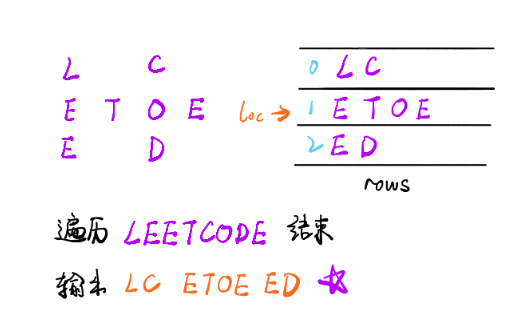 L C
E T O E
E D
loc →
0 L C
1 E T O E
2 E D
rows
遍历 LEETCODE 结束
输出 LC ETOE ED